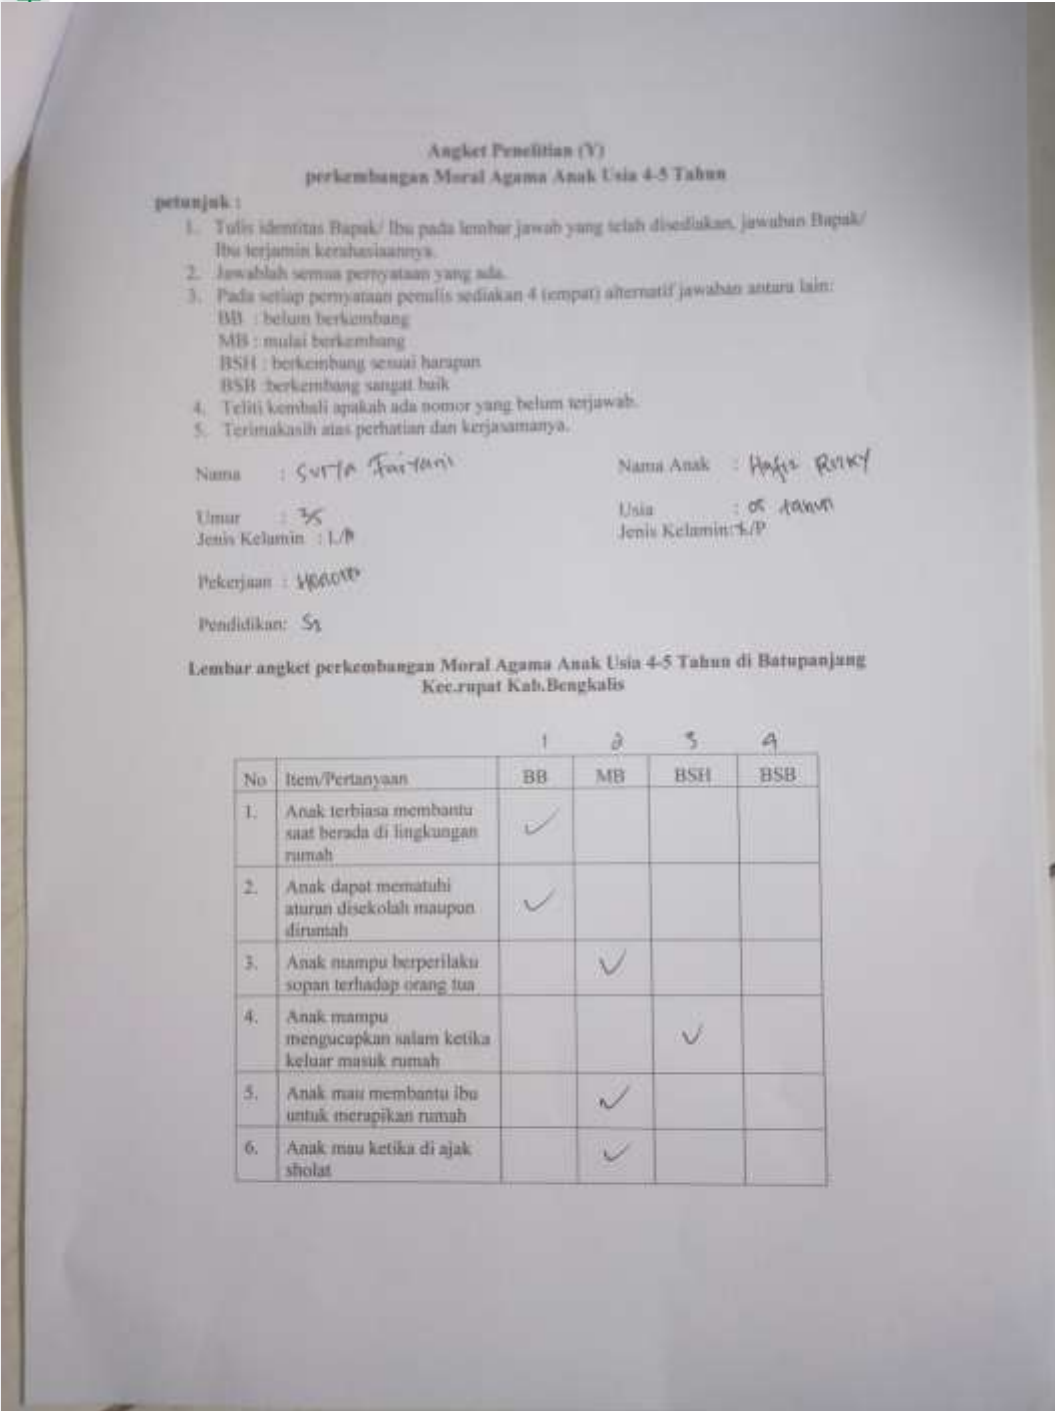 Angket Penelitian (Y)
perkembangan Moral Agama Anak Usia 4-5 Tahun
petunjuk :
1. Tulis identitas Bapak/ Ibu pada lembar jawab yang telah disediakan, jawaban Bapak/
Ibu terjamin kerahasiaannya.
2. Jawablah semua pernyataan yang ada.
3. Pada setiap pernyataan penulis sediakan 4 (empat) alternatif jawaban antara lain:
BB : belum berkembang
MB : mulai berkembang
BSH : berkembang sesuai harapan
BSB :berkembang sangat baik
4. Teliti kembali apakah ada nomor yang belum terjawab.
5. Terimakasih atas perhatian dan kerjasamanya.
Nama : Nama Anak : Hafiz Rizky
Umur : Usia : 05 tahun
Jenis Kelamin : L/P Jenis Kelamin: L/P
Pekerjaan : Honorer
Pendidikan:
Lembar angket perkembangan Moral Agama Anak Usia 4-5 Tahun di Batupanjang
Kec.rupat Kab.Bengkalis
1 2 3 4
No Item/Pertanyaan BB MB BSH BSB
1. Anak terbiasa membantu ✓
saat berada di lingkungan
rumah
2. Anak dapat mematuhi ✓
aturan disekolah maupun
dirumah
3. Anak mampu berperilaku ✓
sopan terhadap orang tua
4. Anak mampu ✓
mengucapkan salam ketika
keluar masuk rumah
5. Anak mau membantu ibu ✓
untuk merapikan rumah
6. Anak mau ketika di ajak ✓
sholat